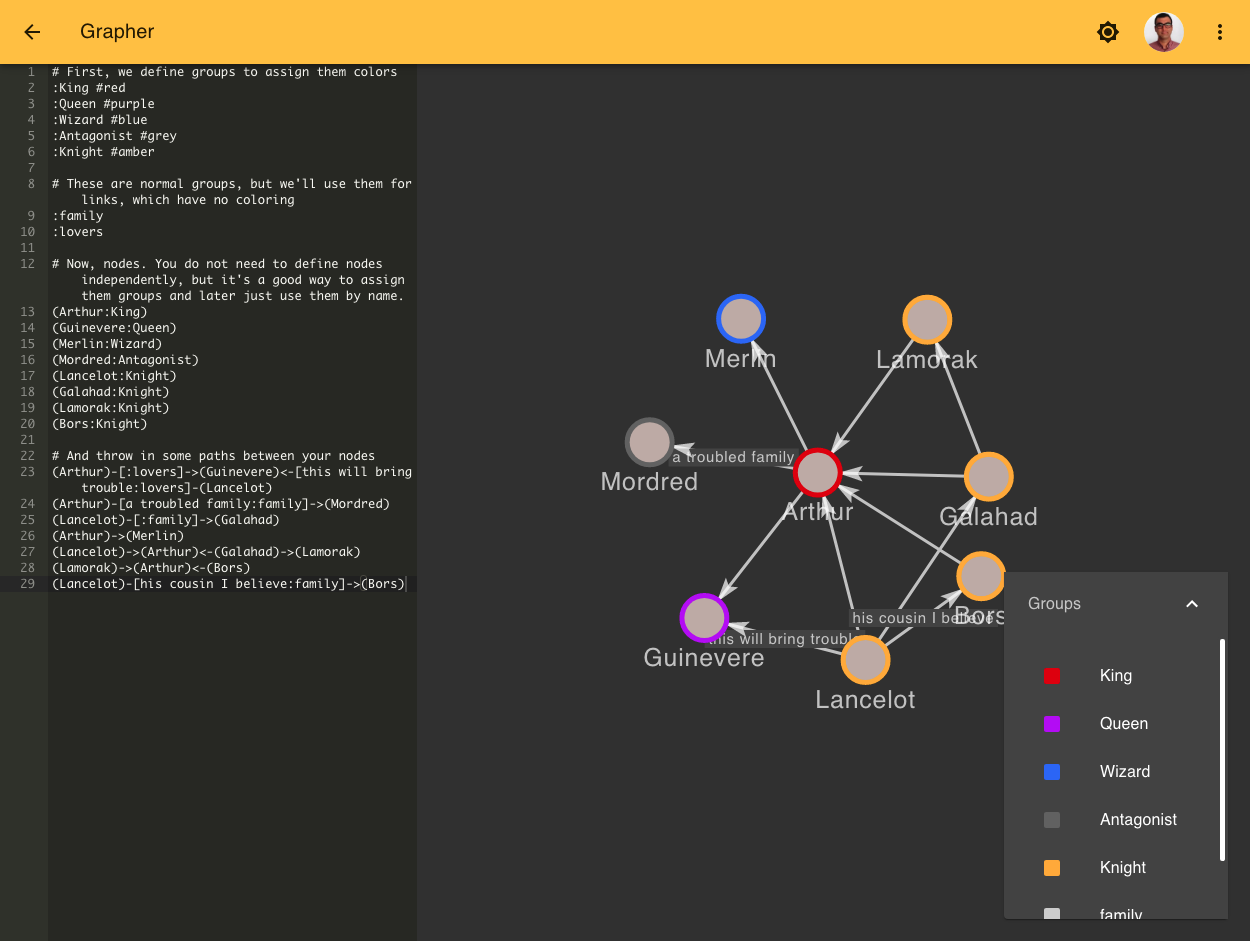 Grapher
1 # First, we define groups to assign them colors
2 :King #red
3 :Queen #purple
4 :Wizard #blue
5 :Antagonist #grey
6 :Knight #amber
7
8 # These are normal groups, but we'll use them for
links, which have no coloring
9 :family
10 :lovers
11
12 # Now, nodes. You do not need to define nodes
independently, but it's a good way to assign
them groups and later just use them by name.
13 (Arthur:King)
14 (Guinevere:Queen)
15 (Merlin:Wizard)
16 (Mordred:Antagonist)
17 (Lancelot:Knight)
18 (Galahad:Knight)
19 (Lamorak:Knight)
20 (Bors:Knight)
21
22 # And throw in some paths between your nodes
23 (Arthur)-[:lovers]->(Guinevere)<-[this will bring
trouble:lovers]-(Lancelot)
24 (Arthur)-[a troubled family:family]->(Mordred)
25 (Lancelot)-[:family]->(Galahad)
26 (Arthur)->(Merlin)
27 (Lancelot)->(Arthur)<-(Galahad)->(Lamorak)
28 (Lamorak)->(Arthur)<-(Bors)
29 (Lancelot)-[his cousin I believe:family]->(Bors)
Merlin
Lamorak
a troubled family
Mordred
Arthur
Galahad
his cousin I believe
Bors
this will bring troubl
Guinevere
Lancelot
Groups
King
Queen
Wizard
Antagonist
Knight
family